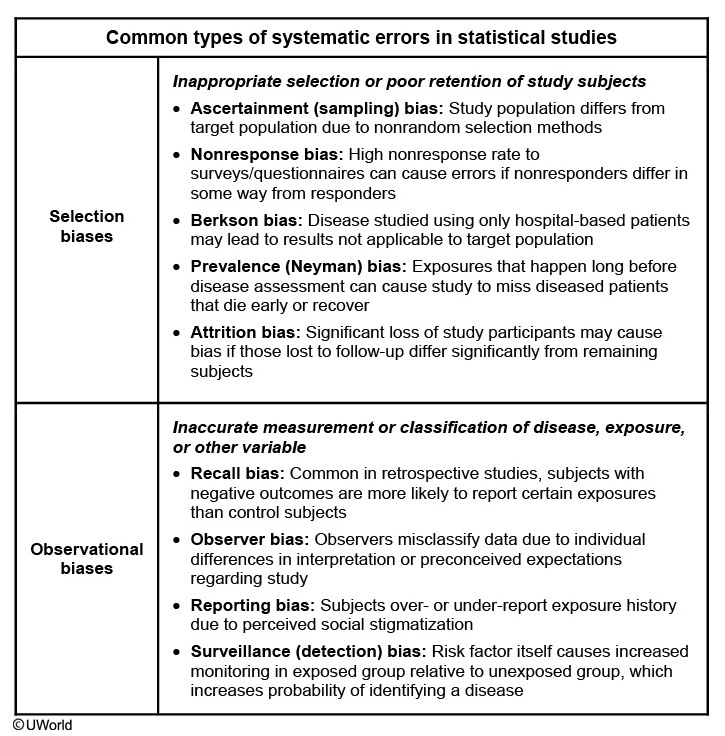 Common types of systematic errors in statistical studies
Selection
biases
Inappropriate selection or poor retention of study subjects
• Ascertainment (sampling) bias: Study population differs from
target population due to nonrandom selection methods
• Nonresponse bias: High nonresponse rate to
surveys/questionnaires can cause errors if nonresponders differ in
some way from responders
• Berkson bias: Disease studied using only hospital-based patients
may lead to results not applicable to target population
• Prevalence (Neyman) bias: Exposures that happen long before
disease assessment can cause study to miss diseased patients
that die early or recover
• Attrition bias: Significant loss of study participants may cause
bias if those lost to follow-up differ significantly from remaining
subjects
Observational
biases
Inaccurate measurement or classification of disease, exposure,
or other variable
• Recall bias: Common in retrospective studies, subjects with
negative outcomes are more likely to report certain exposures
than control subjects
• Observer bias: Observers misclassify data due to individual
differences in interpretation or preconceived expectations
regarding study
• Reporting bias: Subjects over- or under-report exposure history
due to perceived social stigmatization
• Surveillance (detection) bias: Risk factor itself causes increased
monitoring in exposed group relative to unexposed group, which
increases probability of identifying a disease
©UWorld